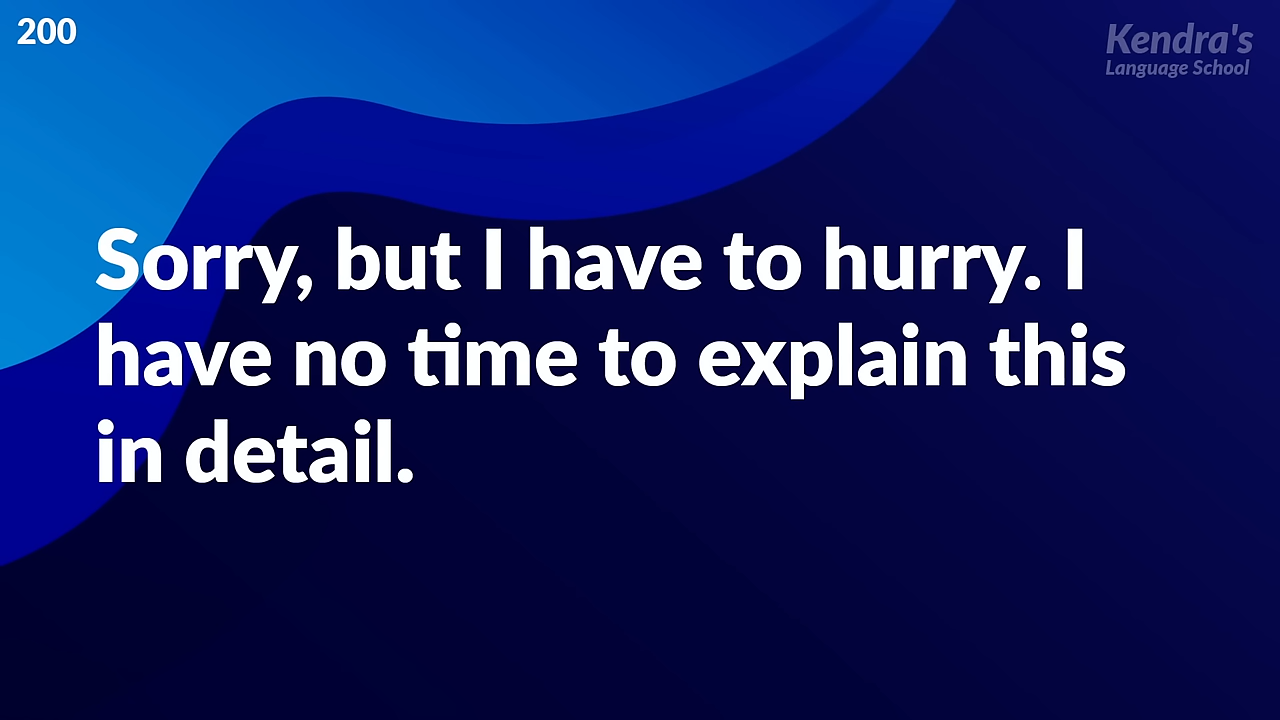 200
Kendra's
Language School
Sorry, but I have to hurry. I
have no time to explain this
in detail.